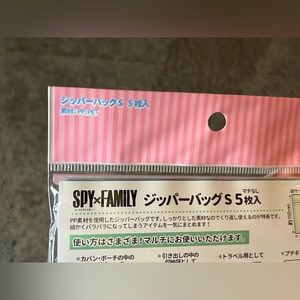 ジッパーバッグS 5枚入
素材:PP、PET
マチなし
SPY×FAMILY ジッパーバッグS 5枚入
PP素材を使用したジッパーバッグです。しっかりとした素材なのでくり返し使えるのが特長です。
細かくバラバラになってしまうアイテムを一気にまとめます!
使い方はさまざま!マルチにお使いいただけます。
●カバン・ポーチの中の ●引き出しの中の ●トラベル用として